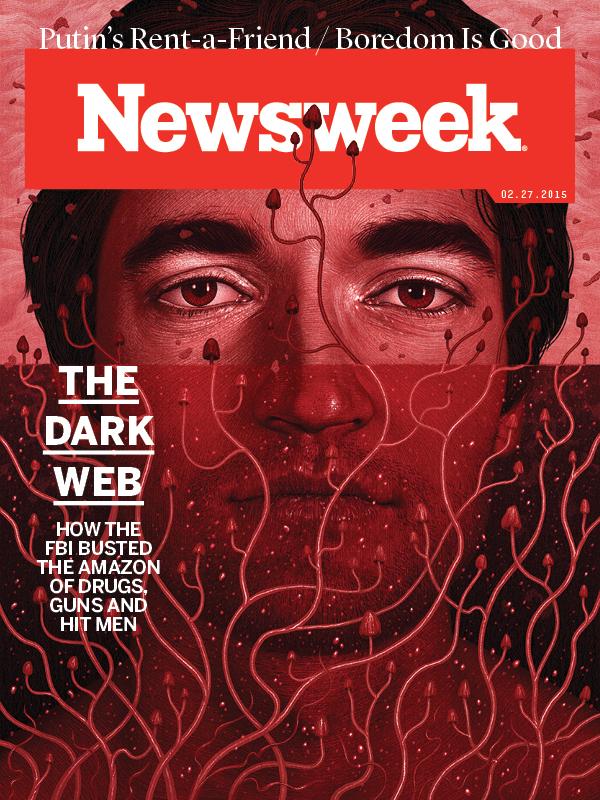 Putin's Rent-a-Friend / Boredom Is Good
Newsweek®
02.27.2015
THE
DARK
WEB
HOW THE
FBI BUSTED
THE AMAZON
OF DRUGS,
GUNS AND
HIT MEN